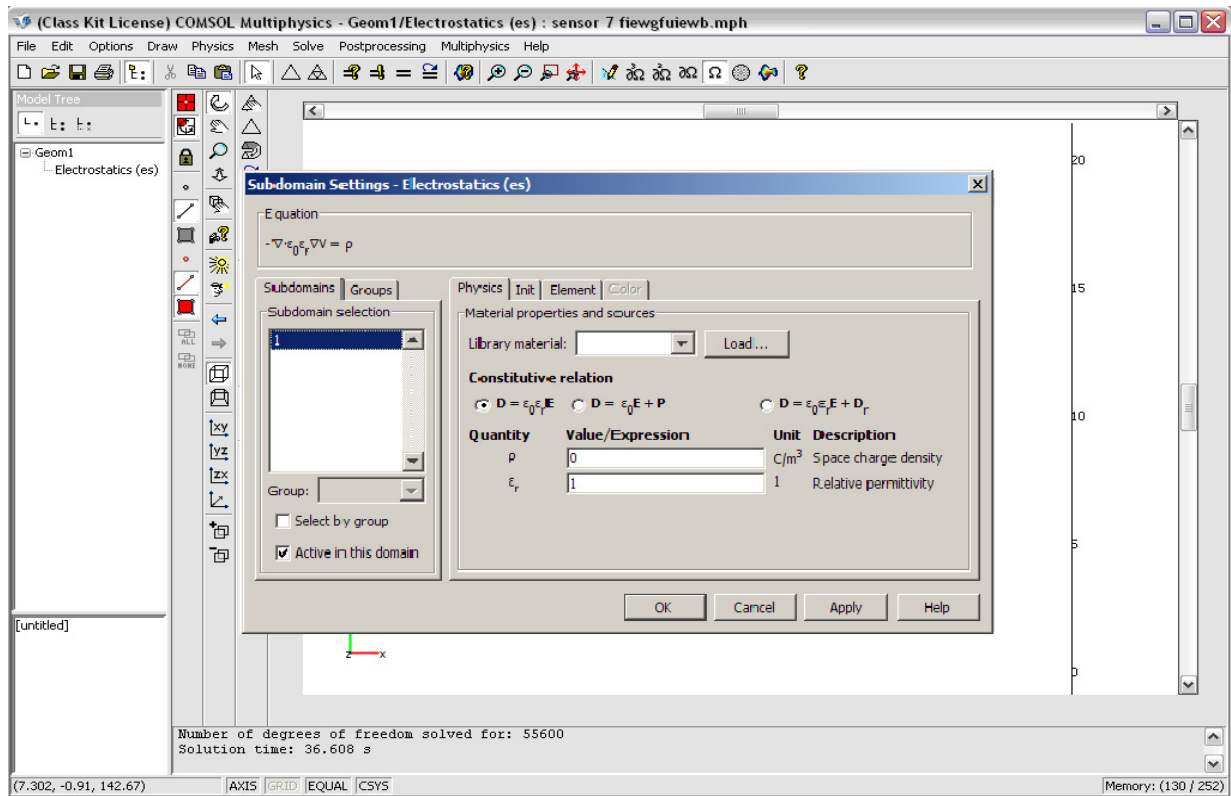 (Class Kit License) COMSOL Multiphysics - Geom1/Electrostatics (es) : sensor 7 fiewgfuiewb.mph
File Edit Options Draw Physics Mesh Solve Postprocessing Multiphysics Help
Model Tree
Geom1
Electrostatics (es)
20
15
10
5
0
Subdomain Settings - Electrostatics (es)
Equation
-∇·ε₀εᵣ∇V = ρ
Subdomains Groups
Subdomain selection
1
Group:
Select by group
Active in this domain
Physics Init Element Color
Material properties and sources
Library material: Load...
Constitutive relation
D = ε₀εᵣE D = ε₀E + P D = ε₀εᵣE + Dᵣ
Quantity Value/Expression Unit Description
ρ 0 C/m³ Space charge density
εᵣ 1 1 Relative permittivity
OK Cancel Apply Help
ALL
NONE
xy
yz
zx
z x
[untitled]
Number of degrees of freedom solved for: 55600
Solution time: 36.608 s
(7.302, -0.91, 142.67) AXIS GRID EQUAL CSYS Memory: (130 / 252)